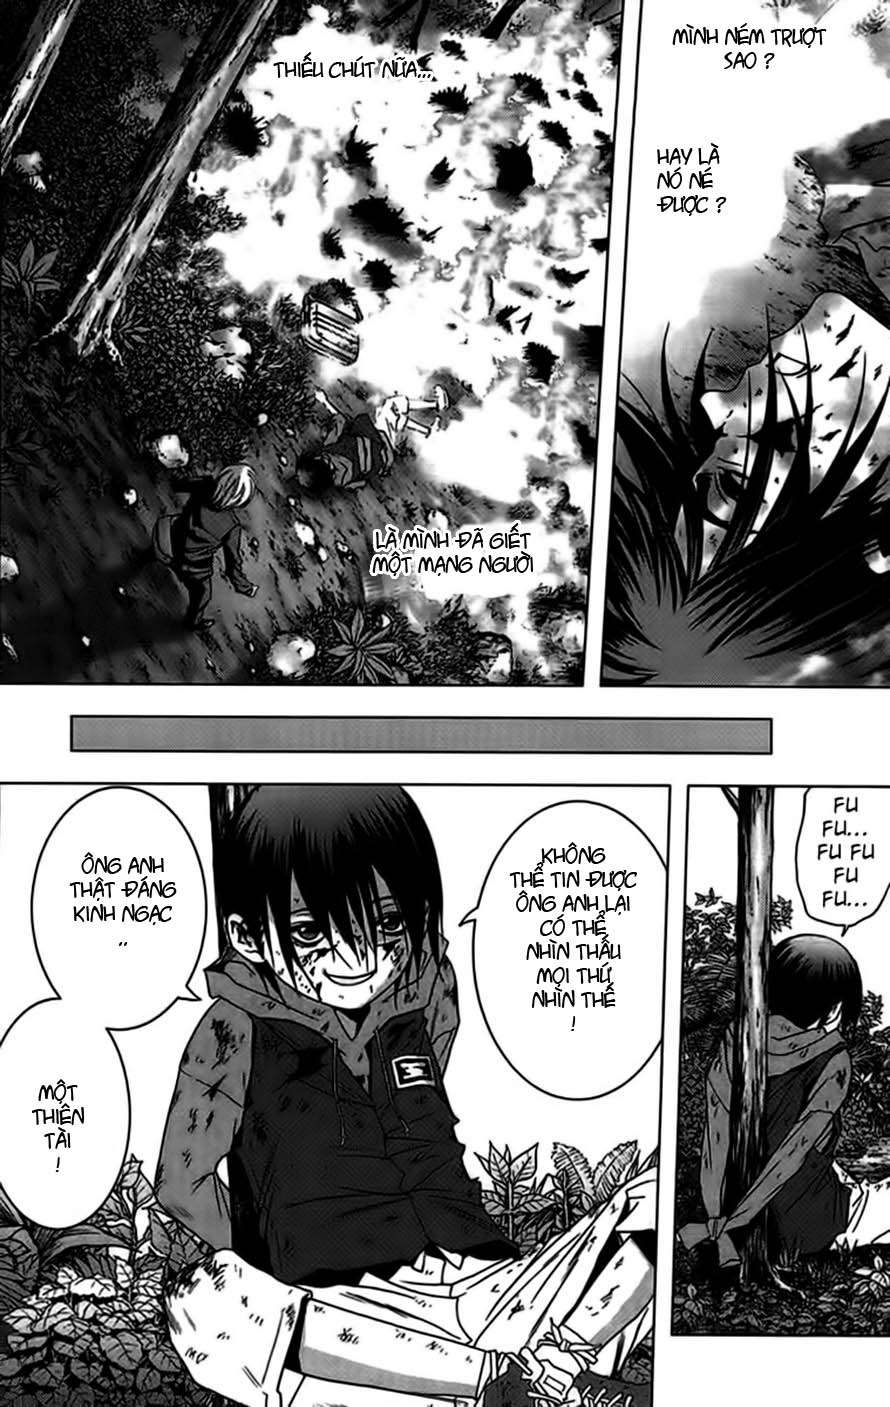 MÌNH NÉM TRƯỢT
SAO ?
HAY LÀ
NÓ NÉ
ĐƯỢC ?
THIẾU CHÚT NỮA...
LÀ MÌNH ĐÃ GIẾT
MỘT MẠNG NGƯỜI
FU
FU...
FU FU
FU
FU...
KHÔNG
THỂ TIN ĐƯỢC
ÔNG ANH LẠI
CÓ THỂ
NHÌN THẤU
MỌI THỨ
NHÌN THẾ
!
ÔNG ANH
THẬT ĐÁNG
KINH NGẠC
..
MỘT
THIÊN
TÀI
!